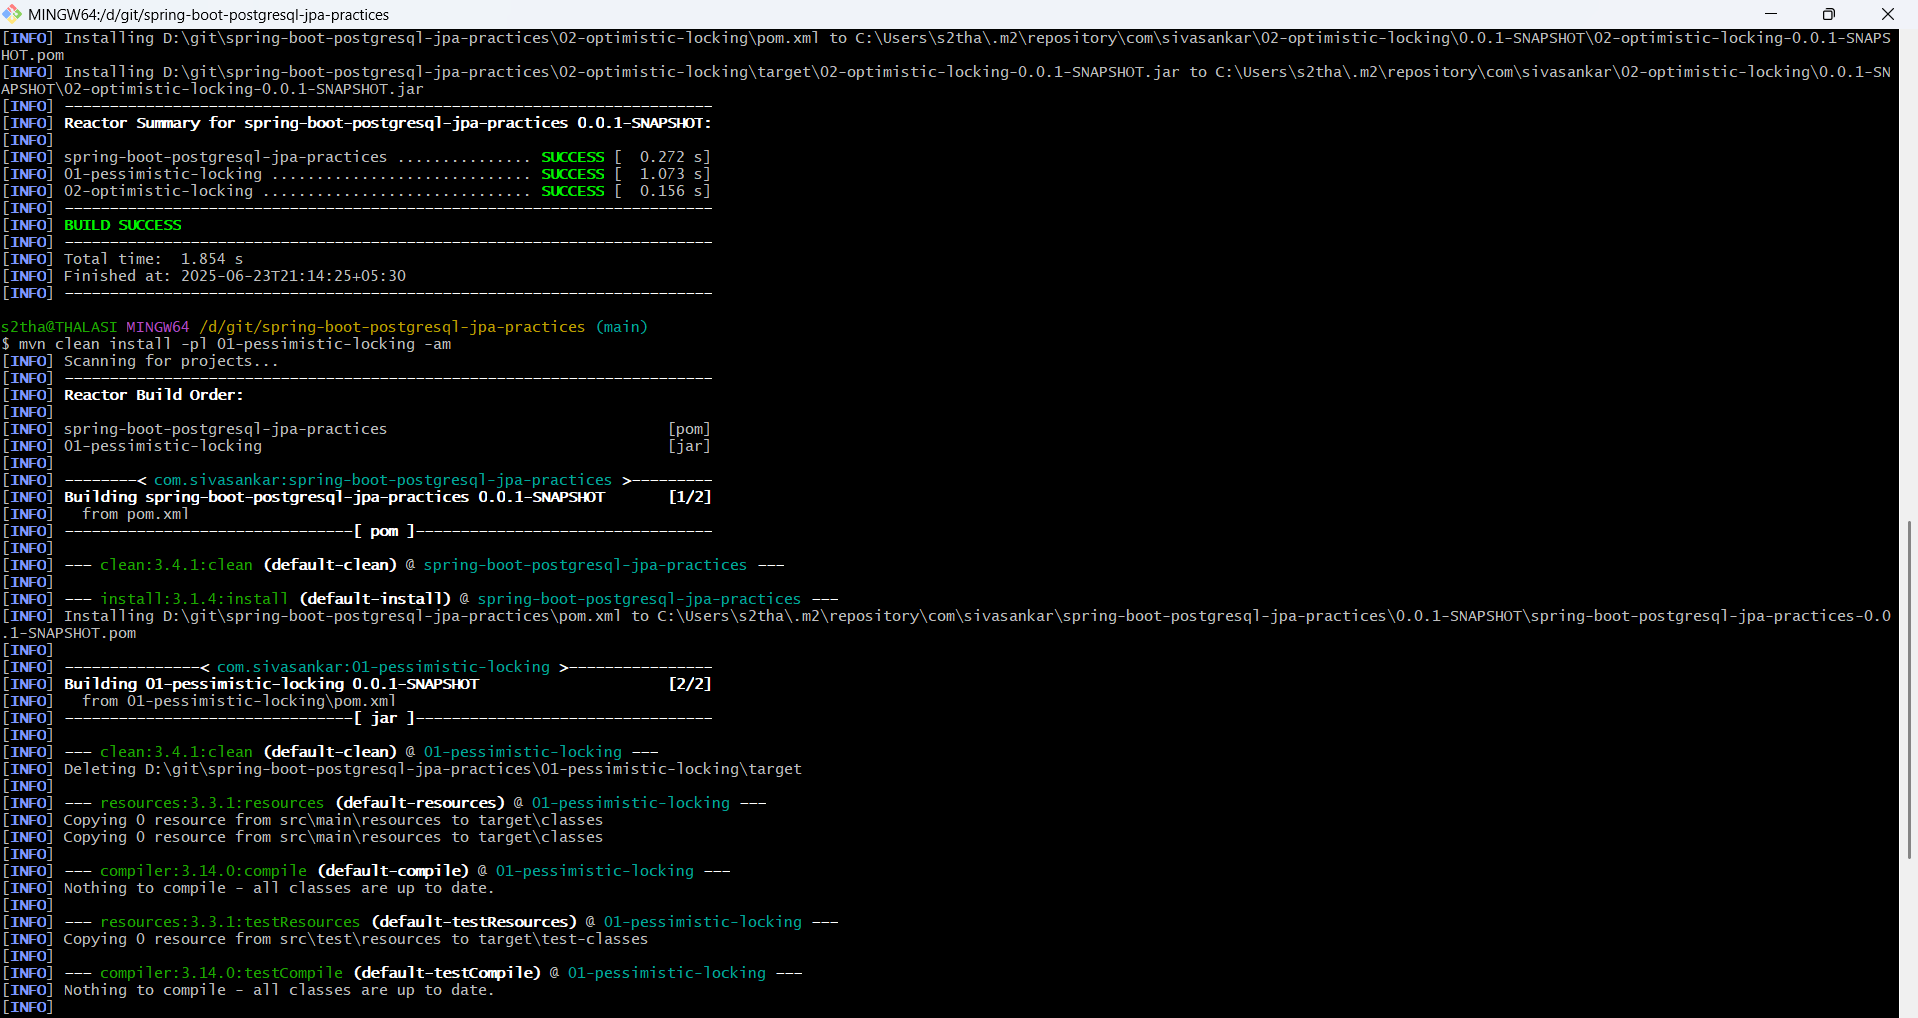 MINGW64:/d/git/spring-boot-postgresql-jpa-practices
[INFO] Installing D:\git\spring-boot-postgresql-jpa-practices\02-optimistic-locking\pom.xml to C:\Users\s2tha\.m2\repository\com\sivasankar\02-optimistic-locking\0.0.1-SNAPSHOT\02-optimistic-locking-0.0.1-SNAPS
HOT.pom
[INFO] Installing D:\git\spring-boot-postgresql-jpa-practices\02-optimistic-locking\target\02-optimistic-locking-0.0.1-SNAPSHOT.jar to C:\Users\s2tha\.m2\repository\com\sivasankar\02-optimistic-locking\0.0.1-SN
APSHOT\02-optimistic-locking-0.0.1-SNAPSHOT.jar
[INFO] ------------------------------------------------------------------------
[INFO] Reactor Summary for spring-boot-postgresql-jpa-practices 0.0.1-SNAPSHOT:
[INFO]
[INFO] spring-boot-postgresql-jpa-practices ............... SUCCESS [  0.272 s]
[INFO] 01-pessimistic-locking ............................. SUCCESS [  1.073 s]
[INFO] 02-optimistic-locking .............................. SUCCESS [  0.156 s]
[INFO] ------------------------------------------------------------------------
[INFO] BUILD SUCCESS
[INFO] ------------------------------------------------------------------------
[INFO] Total time:  1.854 s
[INFO] Finished at: 2025-06-23T21:14:25+05:30
[INFO] ------------------------------------------------------------------------
s2tha@THALASI MINGW64 /d/git/spring-boot-postgresql-jpa-practices (main)
$ mvn clean install -pl 01-pessimistic-locking -am
[INFO] Scanning for projects...
[INFO] ------------------------------------------------------------------------
[INFO] Reactor Build Order:
[INFO]
[INFO] spring-boot-postgresql-jpa-practices                               [pom]
[INFO] 01-pessimistic-locking                                             [jar]
[INFO]
[INFO] --------< com.sivasankar:spring-boot-postgresql-jpa-practices >---------
[INFO] Building spring-boot-postgresql-jpa-practices 0.0.1-SNAPSHOT       [1/2]
[INFO]   from pom.xml
[INFO] --------------------------------[ pom ]---------------------------------
[INFO]
[INFO] --- clean:3.4.1:clean (default-clean) @ spring-boot-postgresql-jpa-practices ---
[INFO]
[INFO] --- install:3.1.4:install (default-install) @ spring-boot-postgresql-jpa-practices ---
[INFO] Installing D:\git\spring-boot-postgresql-jpa-practices\pom.xml to C:\Users\s2tha\.m2\repository\com\sivasankar\spring-boot-postgresql-jpa-practices\0.0.1-SNAPSHOT\spring-boot-postgresql-jpa-practices-0.0
.1-SNAPSHOT.pom
[INFO]
[INFO] ---------------< com.sivasankar:01-pessimistic-locking >----------------
[INFO] Building 01-pessimistic-locking 0.0.1-SNAPSHOT                     [2/2]
[INFO]   from 01-pessimistic-locking\pom.xml
[INFO] --------------------------------[ jar ]---------------------------------
[INFO]
[INFO] --- clean:3.4.1:clean (default-clean) @ 01-pessimistic-locking ---
[INFO] Deleting D:\git\spring-boot-postgresql-jpa-practices\01-pessimistic-locking\target
[INFO]
[INFO] --- resources:3.3.1:resources (default-resources) @ 01-pessimistic-locking ---
[INFO] Copying 0 resource from src\main\resources to target\classes
[INFO] Copying 0 resource from src\main\resources to target\classes
[INFO]
[INFO] --- compiler:3.14.0:compile (default-compile) @ 01-pessimistic-locking ---
[INFO] Nothing to compile - all classes are up to date.
[INFO]
[INFO] --- resources:3.3.1:testResources (default-testResources) @ 01-pessimistic-locking ---
[INFO] Copying 0 resource from src\test\resources to target\test-classes
[INFO]
[INFO] --- compiler:3.14.0:testCompile (default-testCompile) @ 01-pessimistic-locking ---
[INFO] Nothing to compile - all classes are up to date.
[INFO]